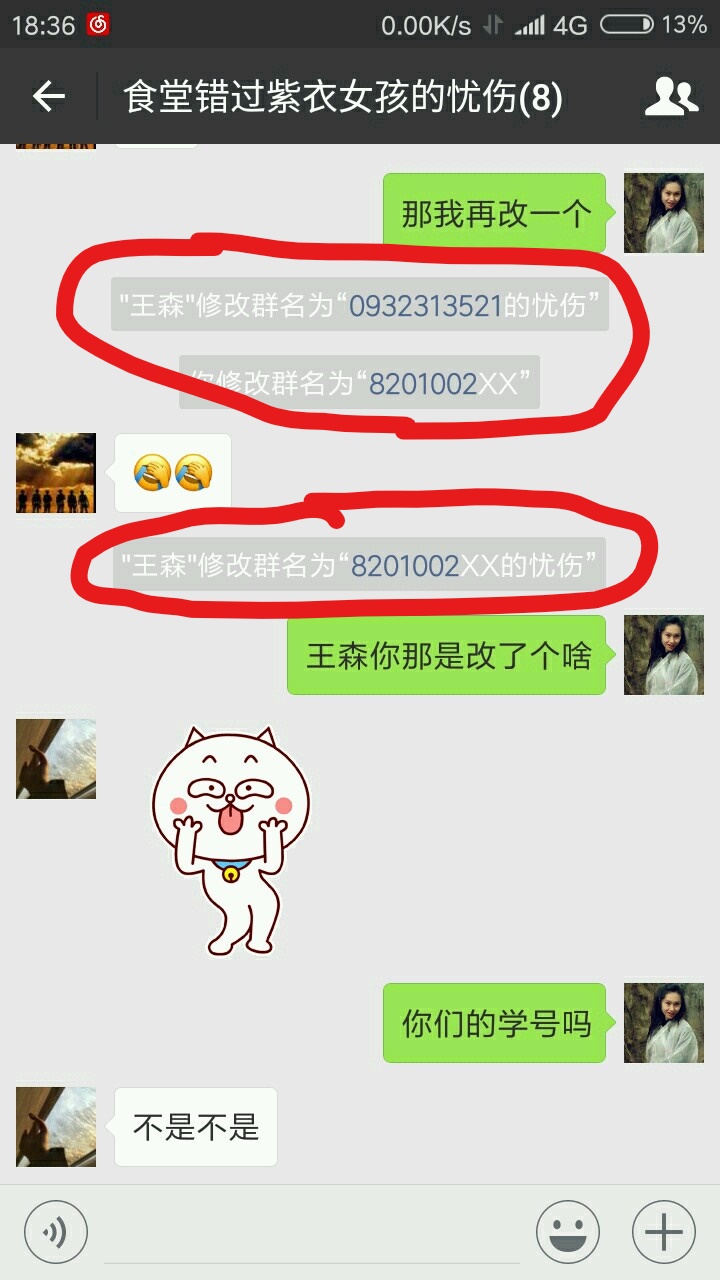 18:36
0.00K/s
4G
13%
食堂错过紫衣女孩的忧伤(8)
那我再改一个
"王森"修改群名为“0932313521的忧伤”
你修改群名为“8201002XX”
"王森"修改群名为“8201002XX的忧伤”
王森你那是改了个啥
你们的学号吗
不是不是